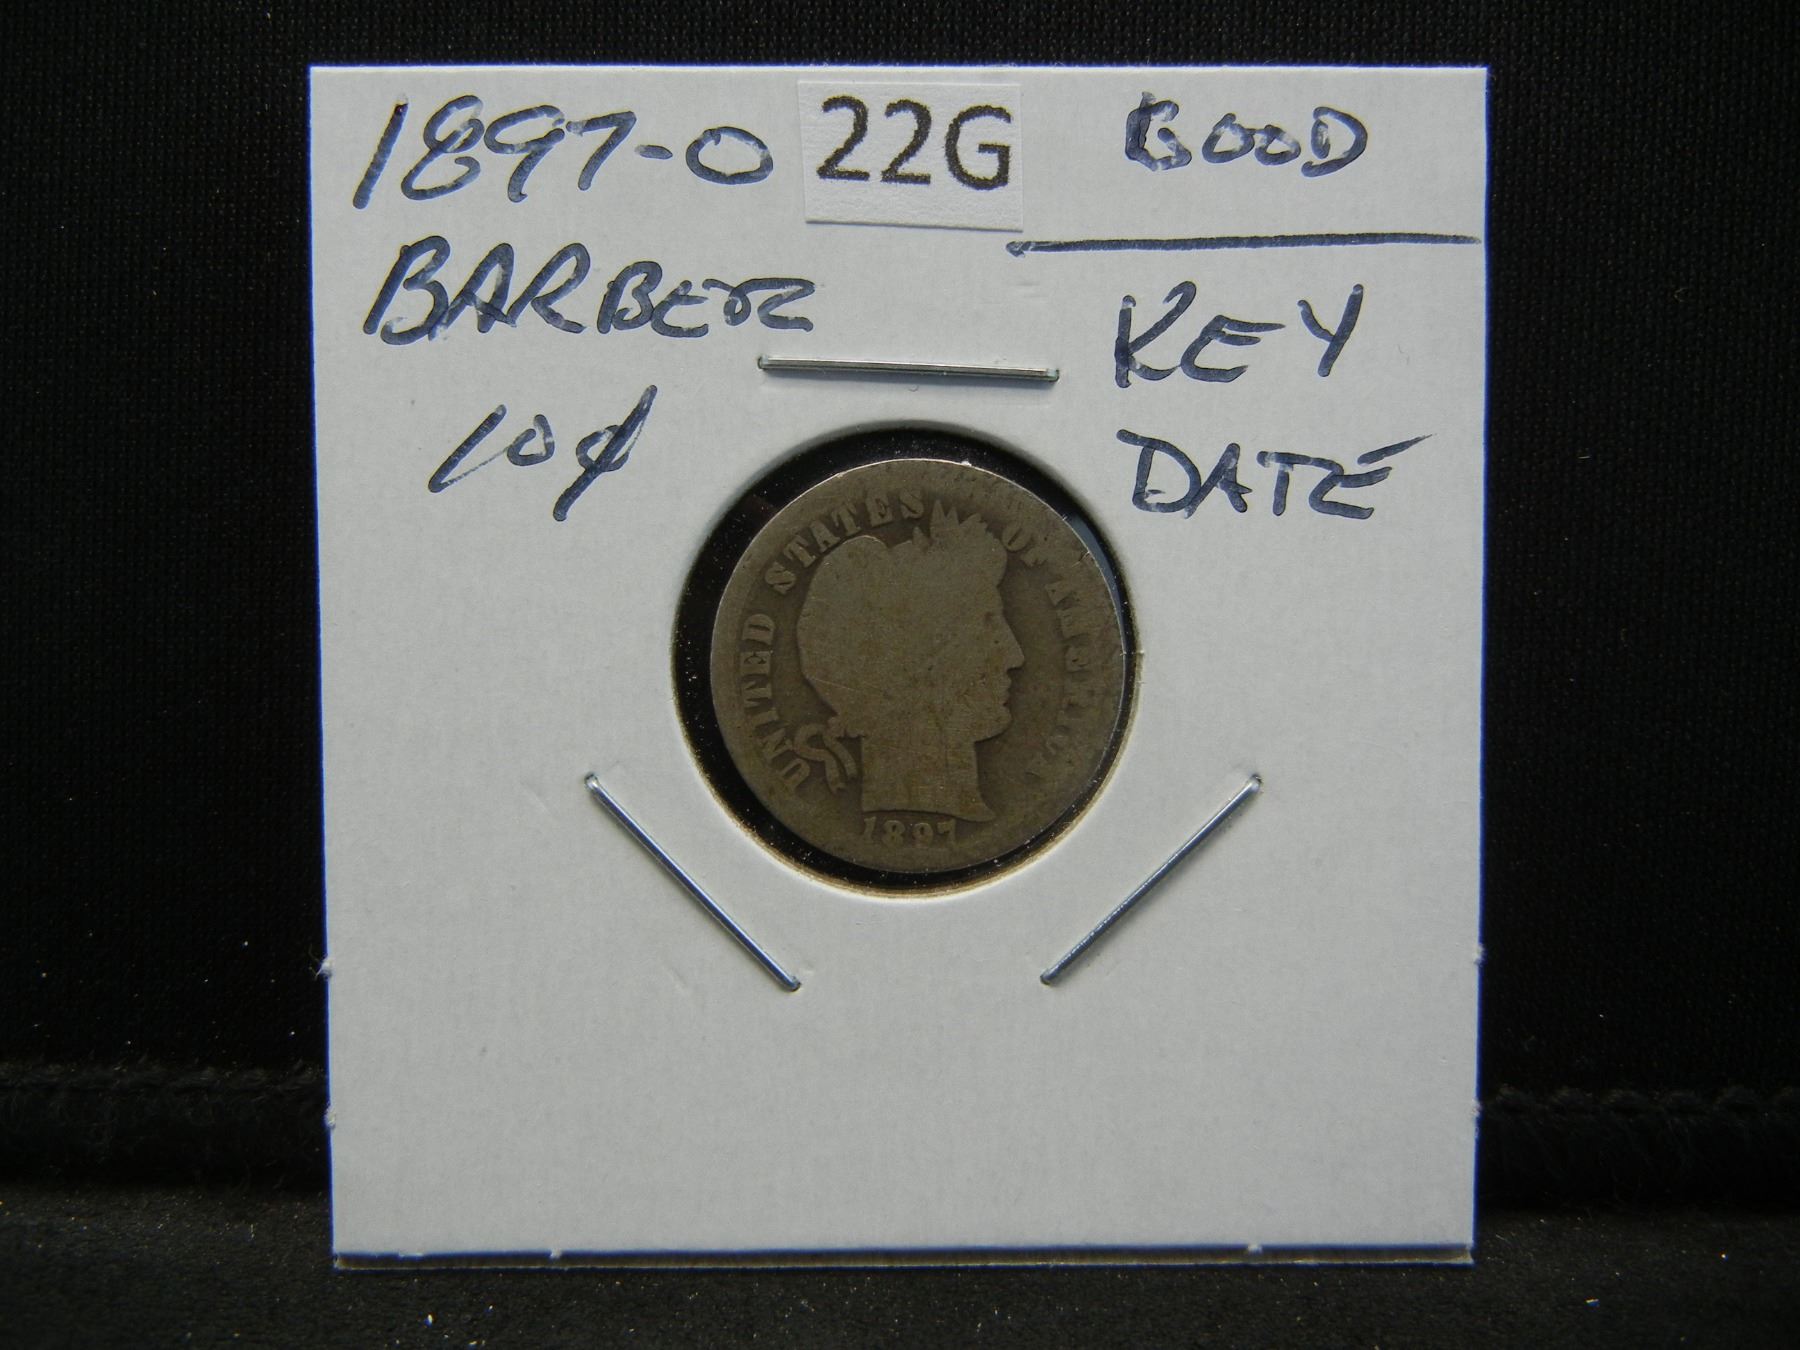 1897-O
BARBER
10¢
22G
GOOD
KEY
DATE
UNITED STATES OF AMERICA
1897